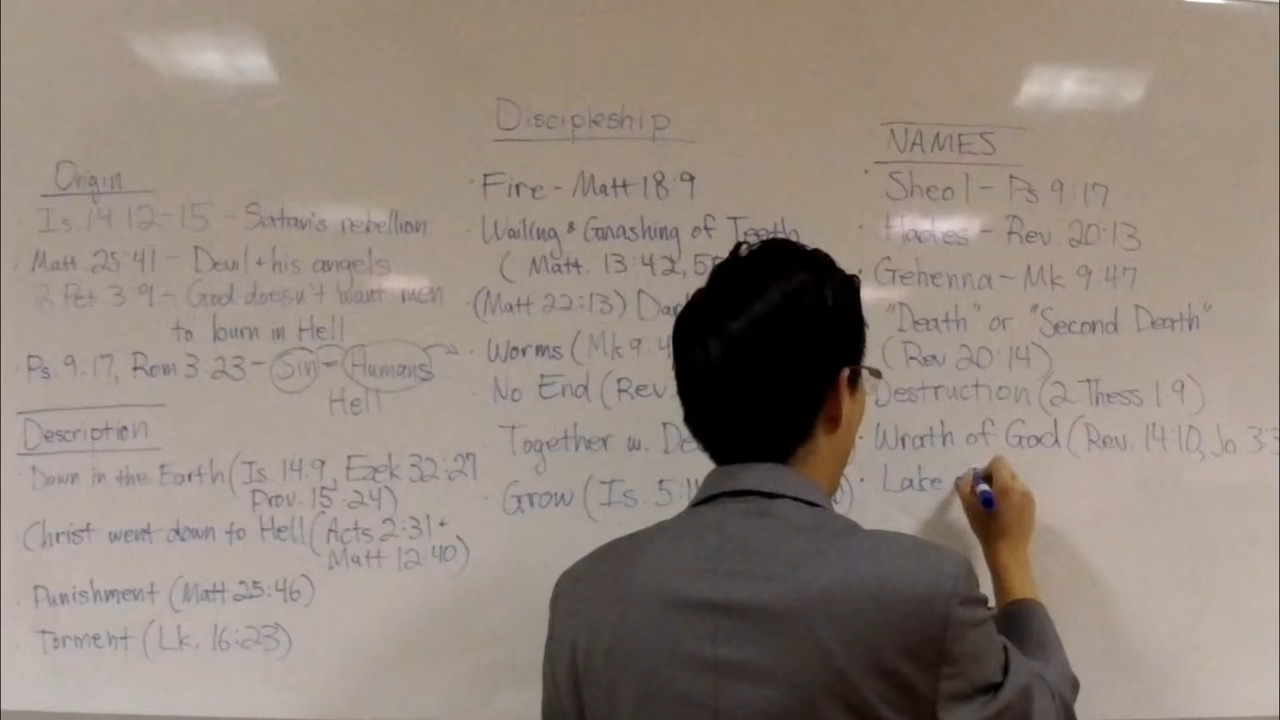 Discipleship
Origin
Is. 14:12-15 - Satan's rebellion
Matt. 25:41 - Devil + his angels
2 Pet 3:9 - God doesn't want men
to burn in Hell
Ps. 9:17, Rom 3:23 - Sin - Humans
Hell
Description
Down in the Earth (Is. 14:9, Ezek 32:27
Prov. 15:24)
Christ went down to Hell (Acts 2:31 +
Matt 12:40)
Punishment (Matt 25:46)
Torment (Lk. 16:23)
Fire - Matt 18:9
Wailing & Gnashing of Teeth
(Matt. 13:42,
(Matt 22:13)
Worms (Mk 9:4
No End (Rev.
Together w.
Grow (Is. 5:1
NAMES
Sheol - Ps 9:17
Hades - Rev. 20:13
Gehenna - Mk 9:47
"Death" or "Second Death"
(Rev 20:14)
Destruction (2 Thess 1:9)
Wrath of God (Rev. 14:10, Jo 3:3
Lake